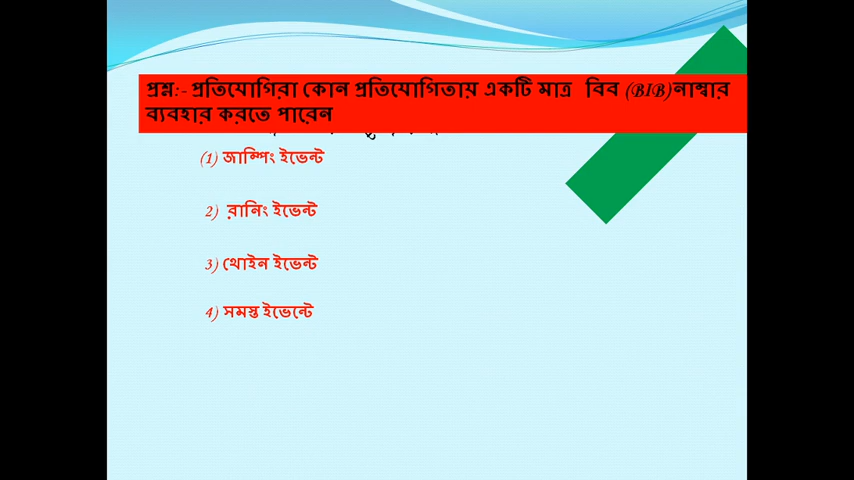 প্রশ্ন:- প্রতিযোগিরা কোন প্রতিযোগিতায় একটি মাত্র বিব (BIB)নাম্বার
ব্যবহার করতে পারেন
(1) জাম্পিং ইভেন্ট
2) রানিং ইভেন্ট
3) থোইন ইভেন্ট
4) সমস্ত ইভেন্টে